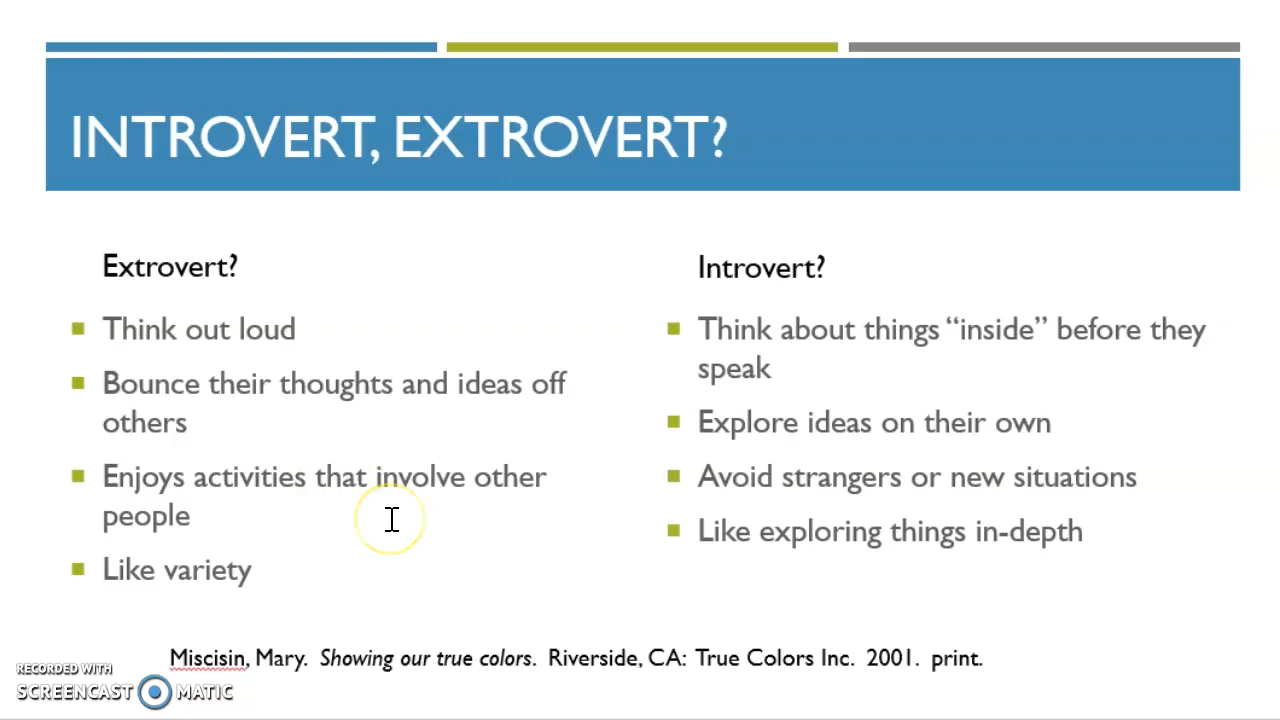 INTROVERT, EXTROVERT?
Extrovert?
Think out loud
Bounce their thoughts and ideas off
others
Enjoys activities that involve other
people
Like variety
Introvert?
Think about things “inside” before they
speak
Explore ideas on their own
Avoid strangers or new situations
Like exploring things in-depth
Miscisin, Mary. Showing our true colors. Riverside, CA: True Colors Inc. 2001. print.
RECORDED WITH
SCREENCAST MATIC